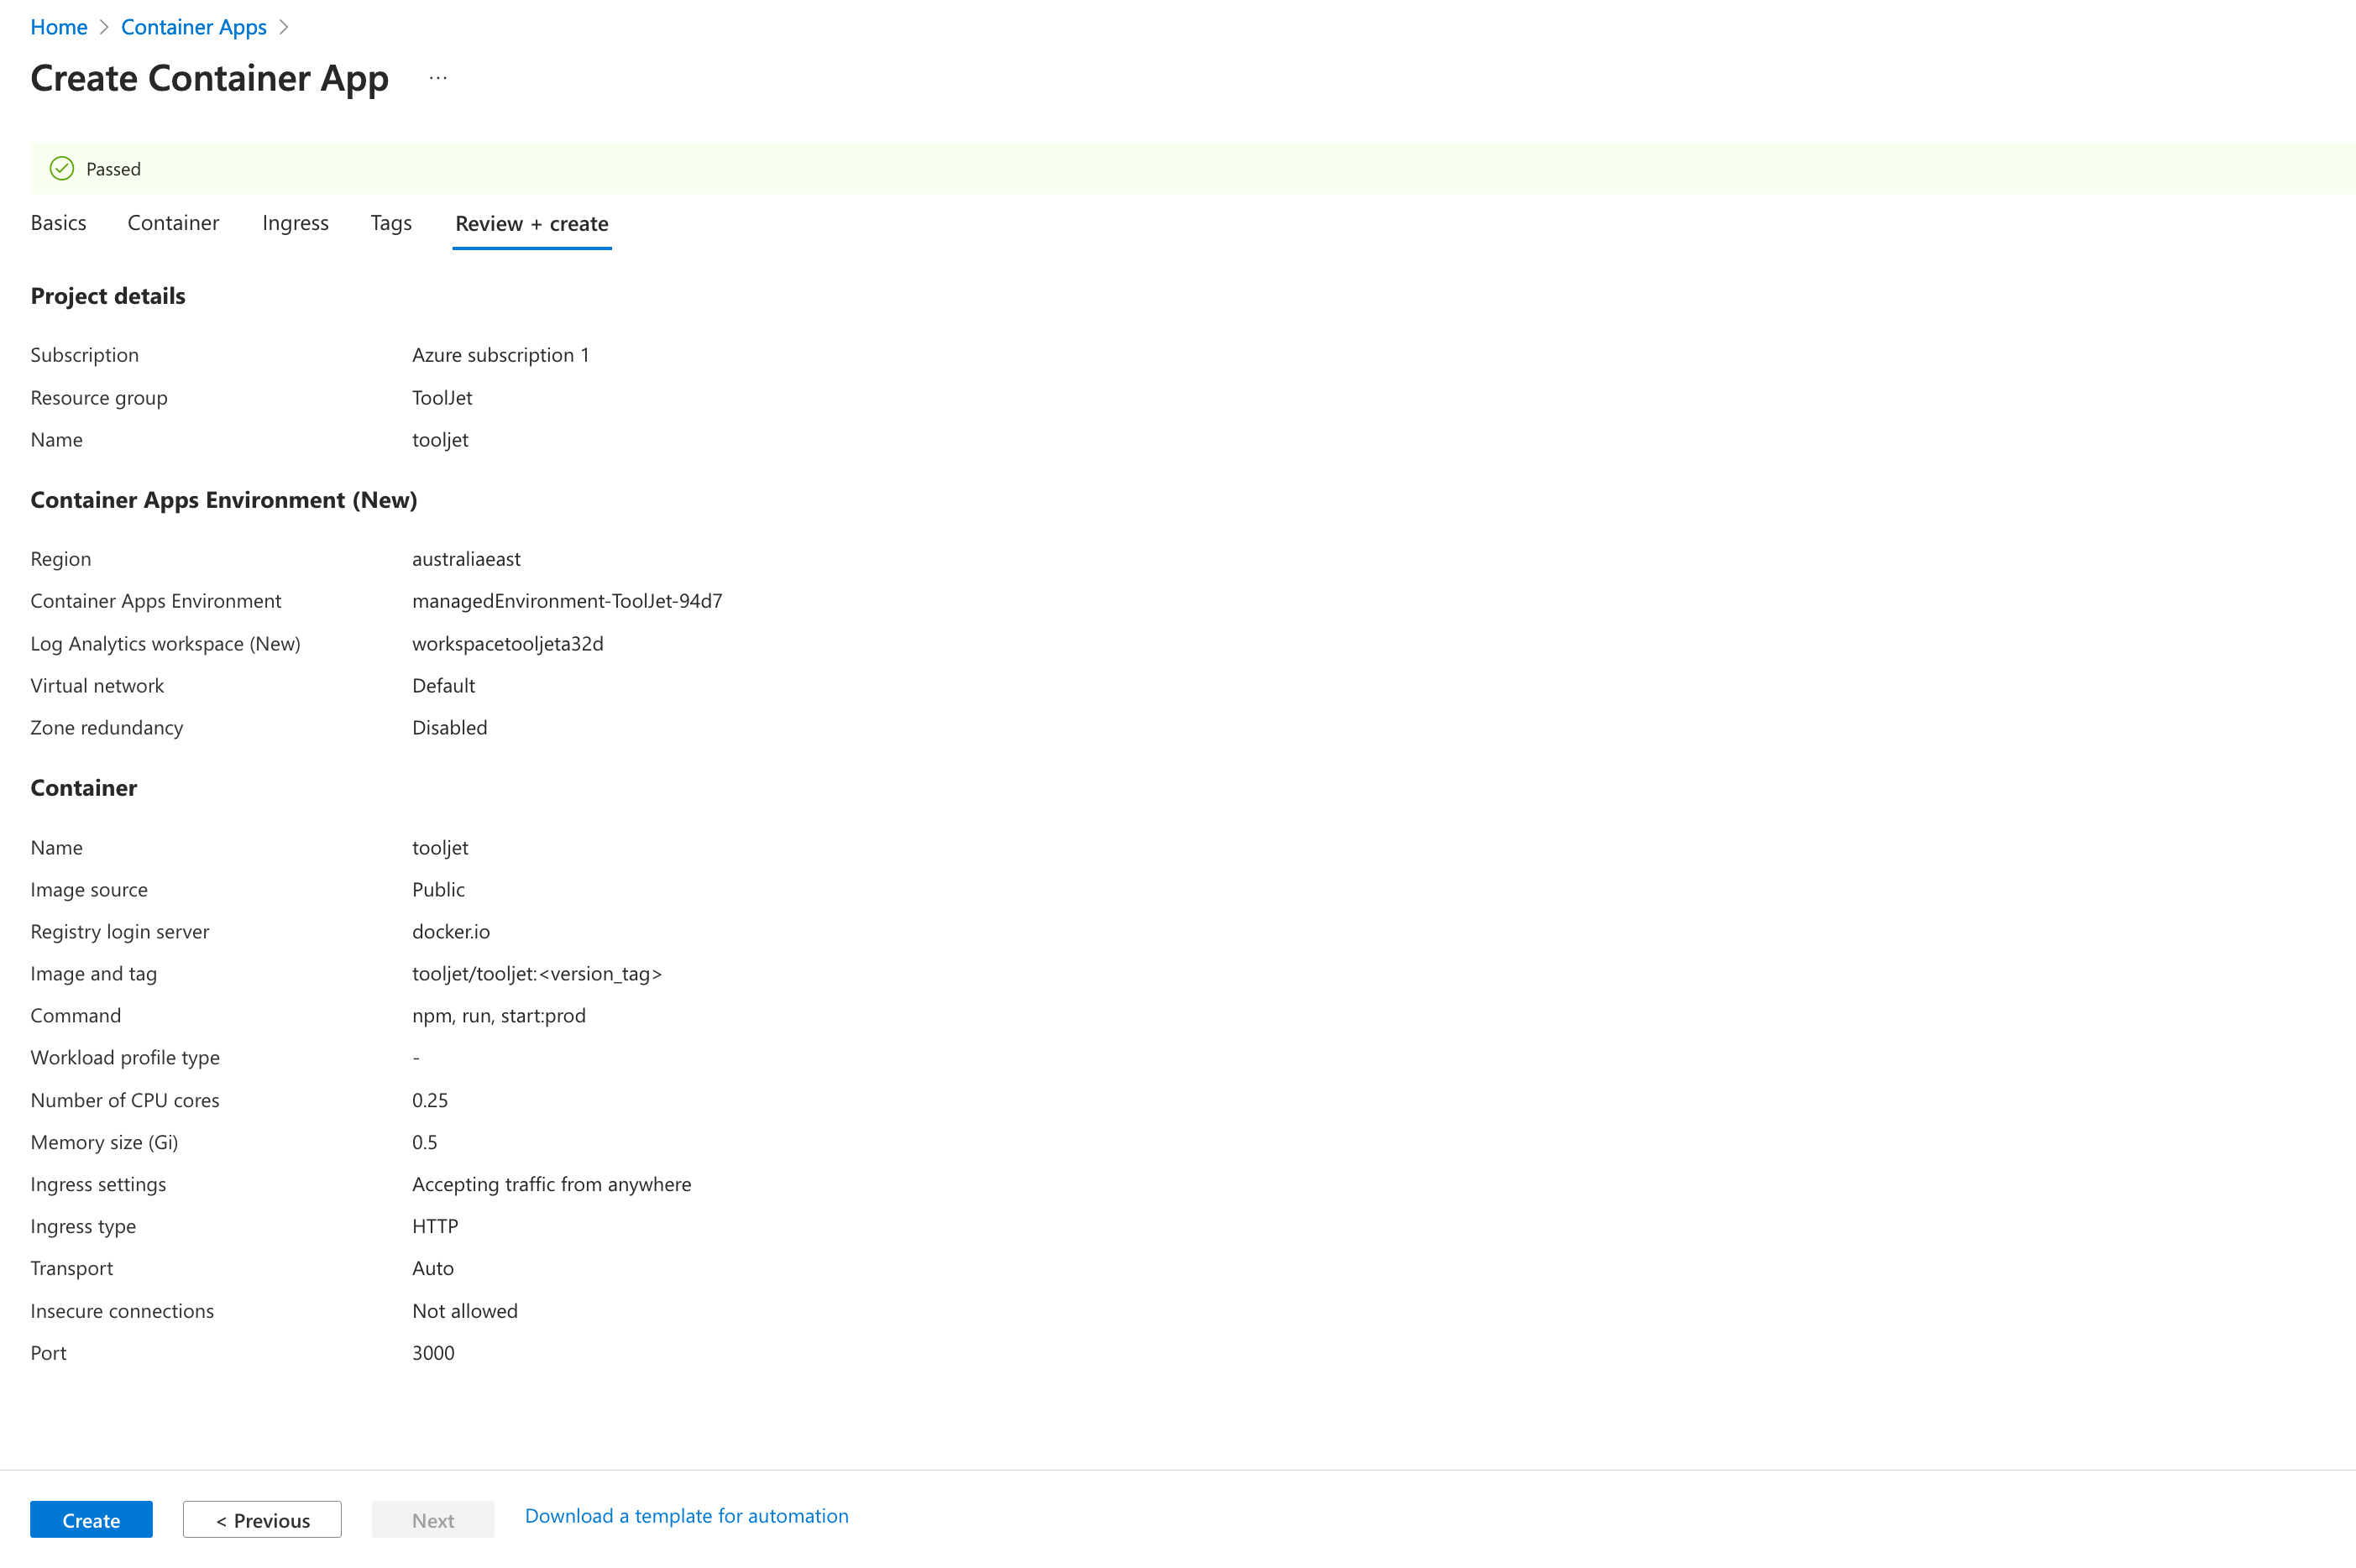 Home > Container Apps >
Create Container App ...
Passed
Basics Container Ingress Tags Review + create
Project details
Subscription Azure subscription 1
Resource group ToolJet
Name tooljet
Container Apps Environment (New)
Region australiaeast
Container Apps Environment managedEnvironment-ToolJet-94d7
Log Analytics workspace (New) workspacetooljeta32d
Virtual network Default
Zone redundancy Disabled
Container
Name tooljet
Image source Public
Registry login server docker.io
Image and tag tooljet/tooljet:<version_tag>
Command npm, run, start:prod
Workload profile type -
Number of CPU cores 0.25
Memory size (Gi) 0.5
Ingress settings Accepting traffic from anywhere
Ingress type HTTP
Transport Auto
Insecure connections Not allowed
Port 3000
Create < Previous Next Download a template for automation